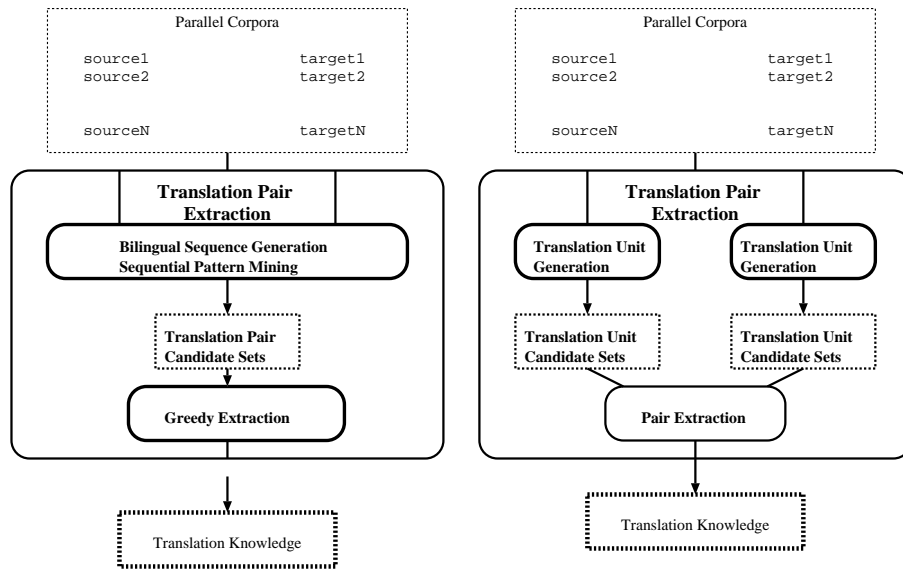 Parallel Corpora
source1 target1
source2 target2
sourceN targetN
Translation Pair
Extraction
Bilingual Sequence Generation
Sequential Pattern Mining
Translation Pair
Candidate Sets
Greedy Extraction
Translation Knowledge
Parallel Corpora
source1 target1
source2 target2
sourceN targetN
Translation Pair
Extraction
Translation Unit
Generation
Translation Unit
Generation
Translation Unit
Candidate Sets
Translation Unit
Candidate Sets
Pair Extraction
Translation Knowledge